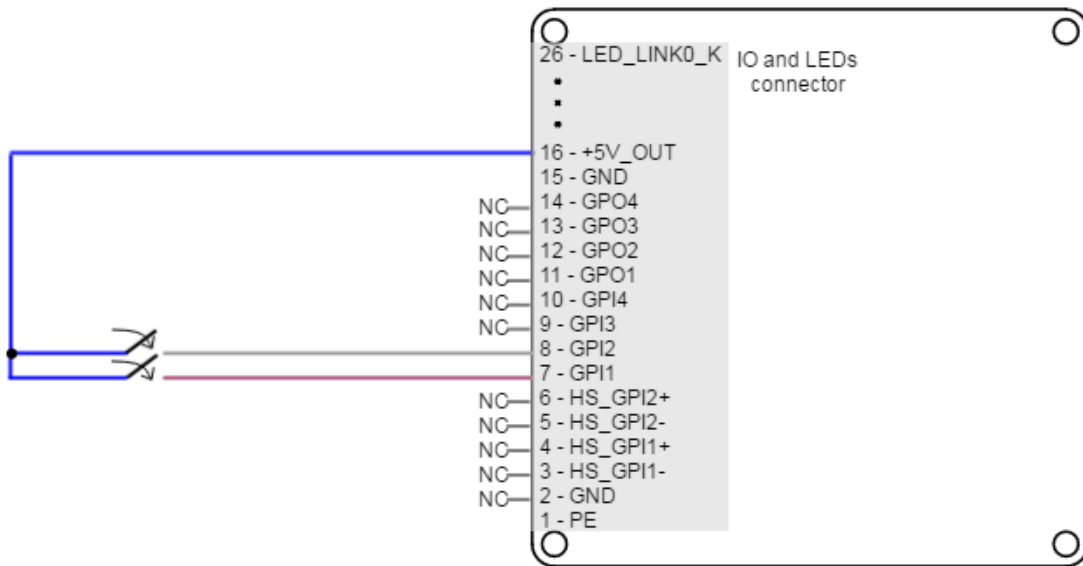 26 - LED_LINK0_K
IO and LEDs
connector
16 - +5V_OUT
15 - GND
NC 14 - GPO4
NC 13 - GPO3
NC 12 - GPO2
NC 11 - GPO1
NC 10 - GPI4
NC 9 - GPI3
8 - GPI2
7 - GPI1
NC 6 - HS_GPI2+
NC 5 - HS_GPI2-
NC 4 - HS_GPI1+
NC 3 - HS_GPI1-
NC 2 - GND
1 - PE